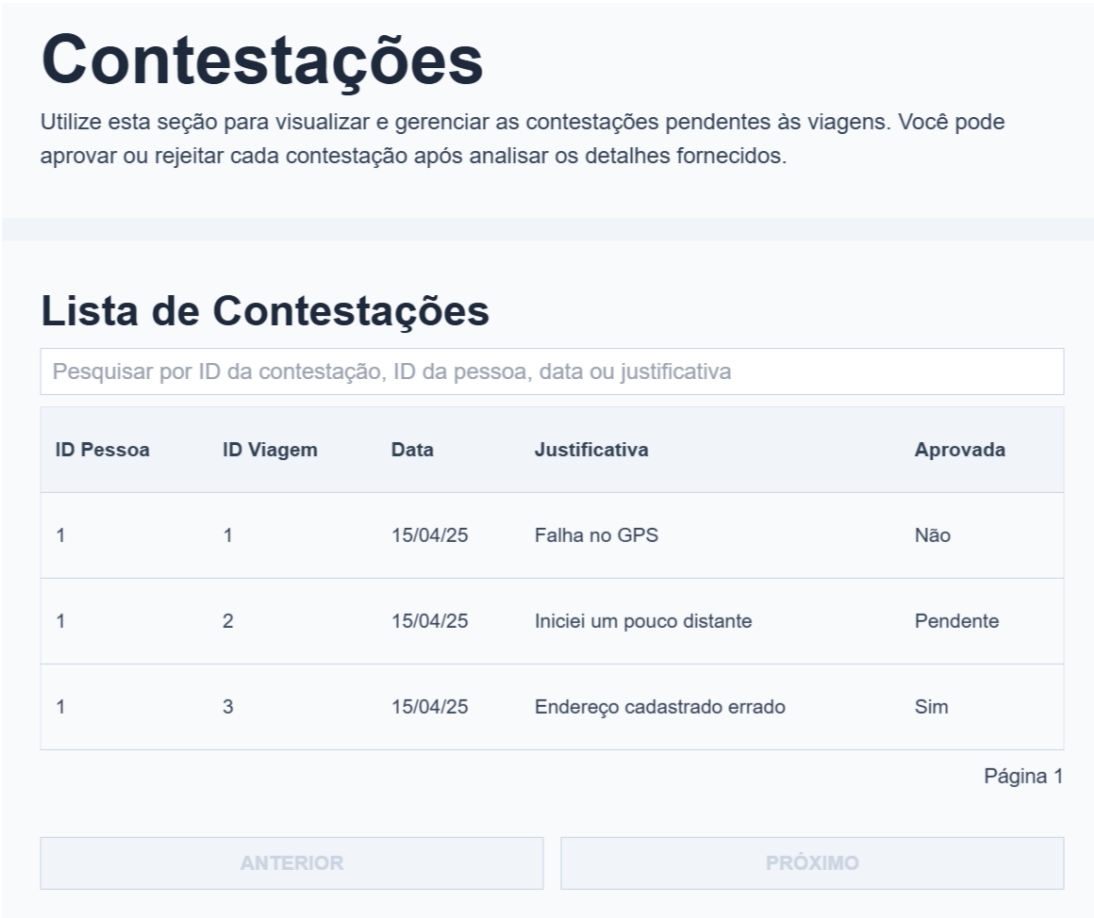 Contestações
Utilize esta seção para visualizar e gerenciar as contestações pendentes às viagens. Você pode
aprovar ou rejeitar cada contestação após analisar os detalhes fornecidos.
Lista de Contestações
Pesquisar por ID da contestação, ID da pessoa, data ou justificativa
ID Pessoa ID Viagem Data Justificativa Aprovada
1 1 15/04/25 Falha no GPS Não
1 2 15/04/25 Iniciei um pouco distante Pendente
1 3 15/04/25 Endereço cadastrado errado Sim
Página 1
ANTERIOR PRÓXIMO